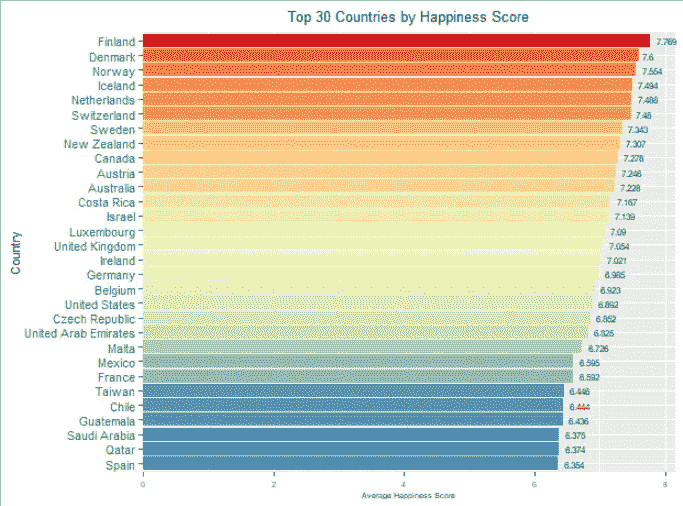 Top 30 Countries by Happiness Score
Country
Finland 7.769
Denmark 7.6
Norway 7.554
Iceland 7.494
Netherlands 7.488
Switzerland 7.48
Sweden 7.343
New Zealand 7.307
Canada 7.278
Austria 7.246
Australia 7.228
Costa Rica 7.167
Israel 7.139
Luxembourg 7.09
United Kingdom 7.054
Ireland 7.021
Germany 6.985
Belgium 6.923
United States 6.892
Czech Republic 6.852
United Arab Emirates 6.825
Malta 6.726
Mexico 6.595
France 6.592
Taiwan 6.446
Chile 6.444
Guatemala 6.436
Saudi Arabia 6.375
Qatar 6.374
Spain 6.354
0 2 4 6 8
Average Happiness Score